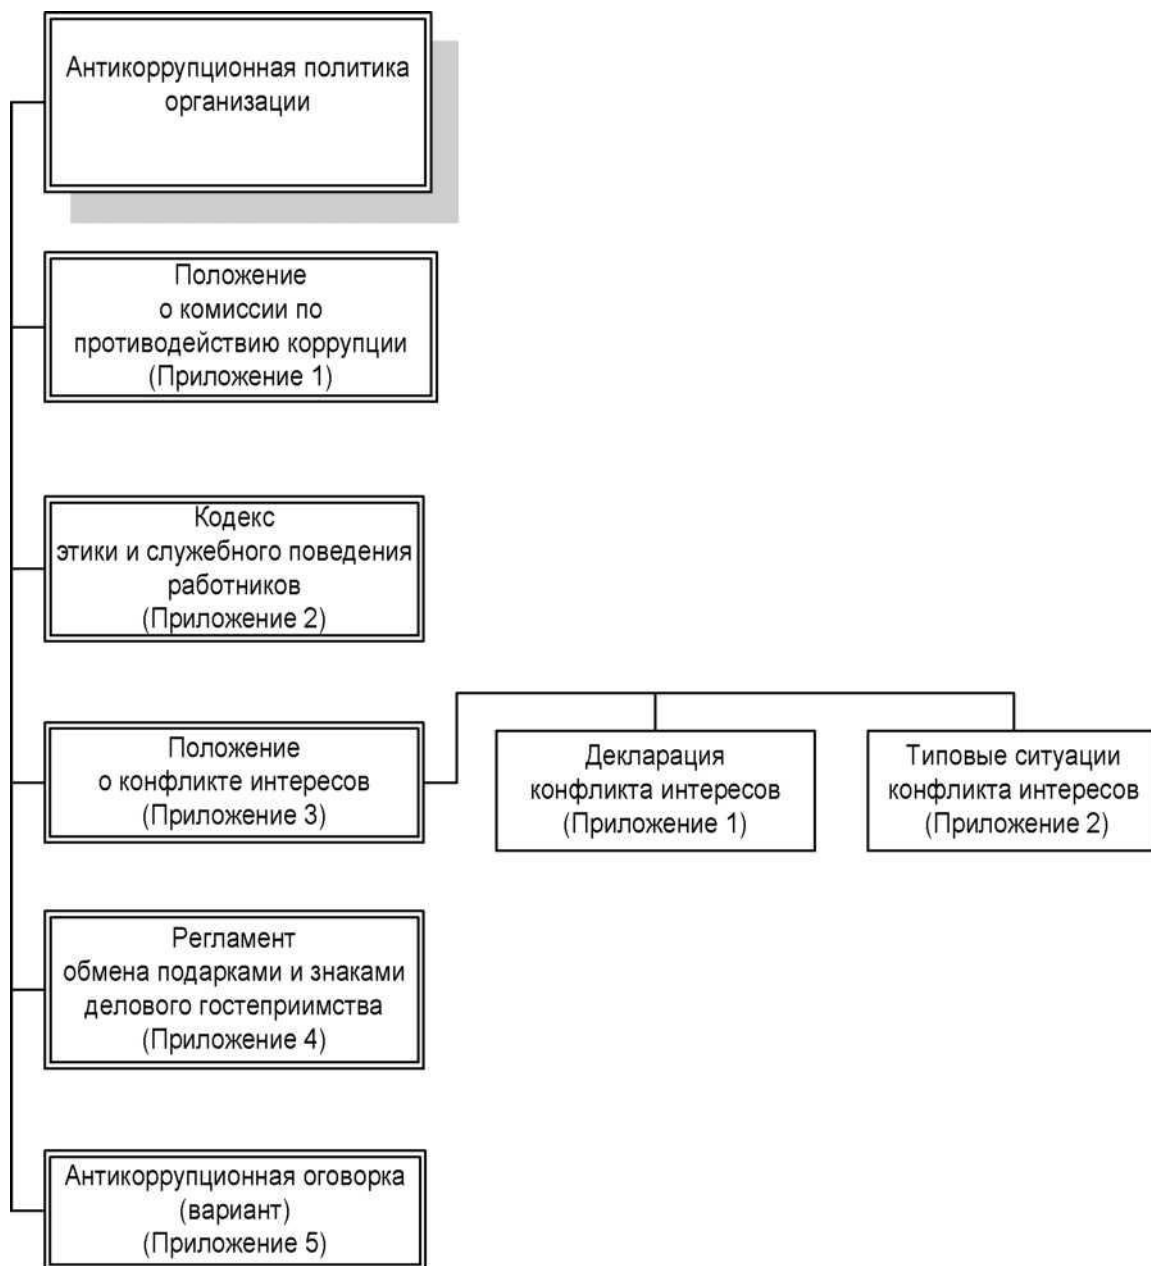 Антикоррупционная политика
организации
Положение
о комиссии по
противодействию коррупции
(Приложение 1)
Кодекс
этики и служебного поведения
работников
(Приложение 2)
Положение
о конфликте интересов
(Приложение 3)
Декларация
конфликта интересов
(Приложение 1)
Типовые ситуации
конфликта интересов
(Приложение 2)
Регламент
обмена подарками и знаками
делового гостеприимства
(Приложение 4)
Антикоррупционная оговорка
(вариант)
(Приложение 5)